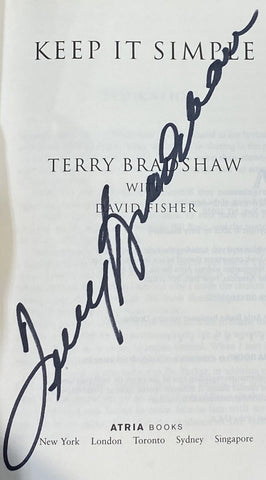 KEEP IT SIMPLE
TERRY BRADSHAW
WITH
DAVID FISHER
Terry Bradshaw
ATRIA BOOKS
New York London Toronto Sydney Singapore